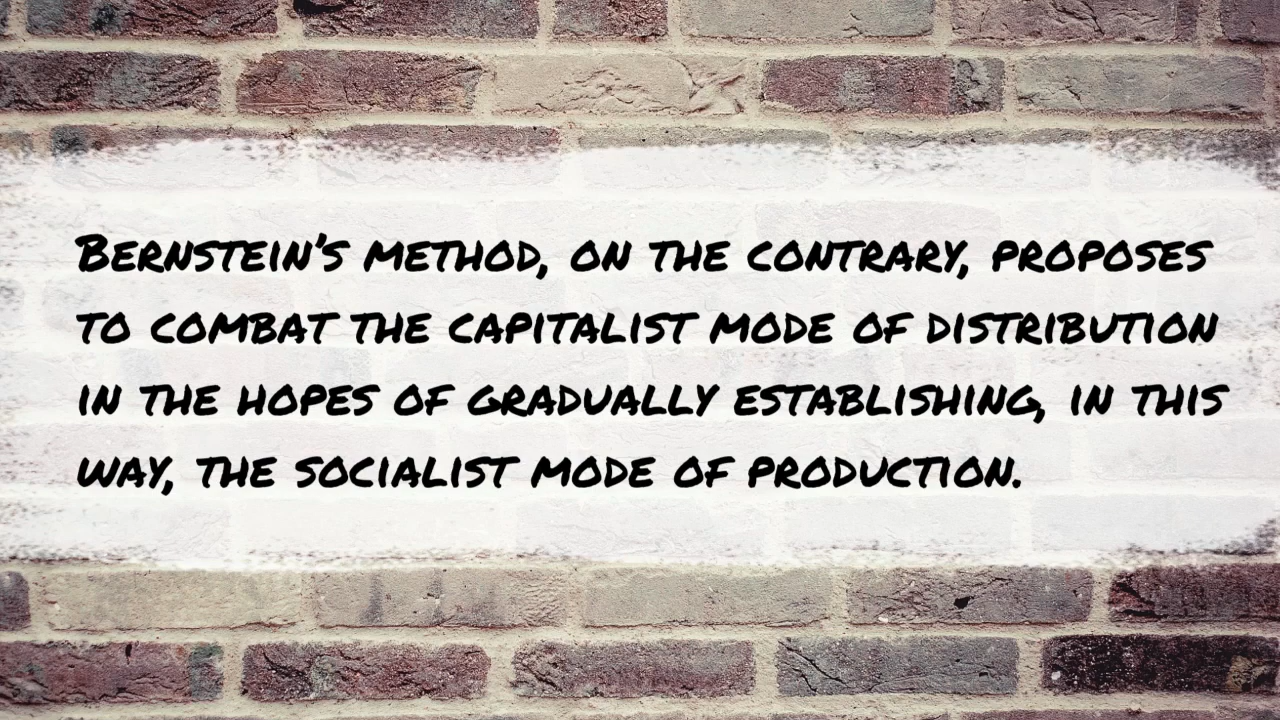 Bernstein's method, on the contrary, proposes
to combat the capitalist mode of distribution
in the hopes of gradually establishing, in this
way, the socialist mode of production.